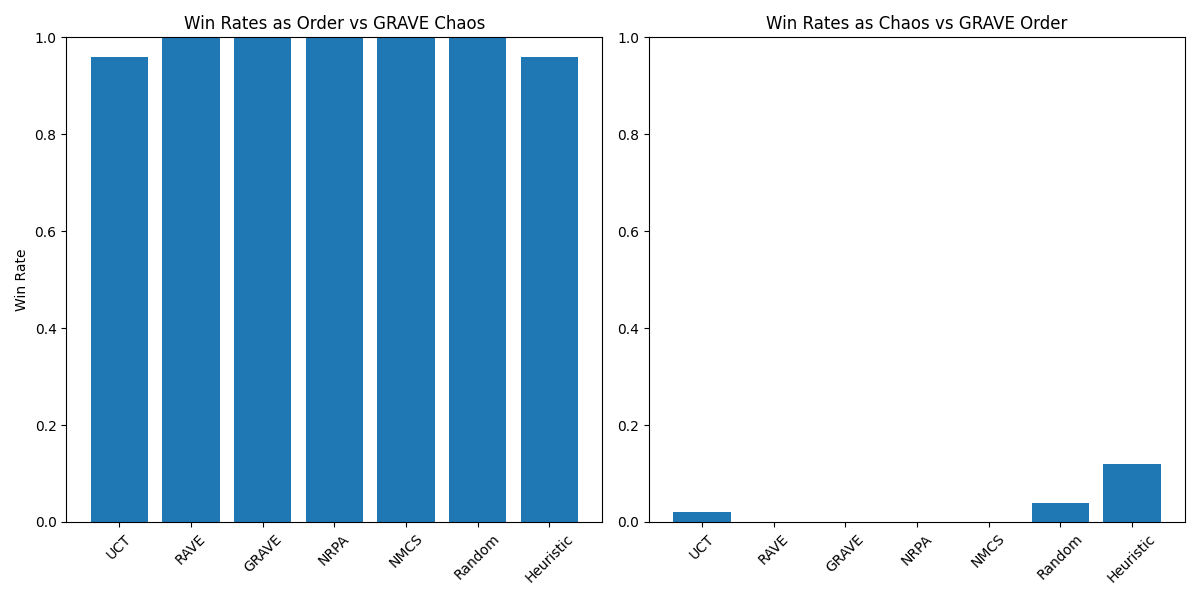 Win Rates as Order vs GRAVE Chaos
Win Rate
1.0
0.8
0.6
0.4
0.2
0.0
UCT
RAVE
GRAVE
NRPA
NMCS
Random
Heuristic
Win Rates as Chaos vs GRAVE Order
1.0
0.8
0.6
0.4
0.2
0.0
UCT
RAVE
GRAVE
NRPA
NMCS
Random
Heuristic